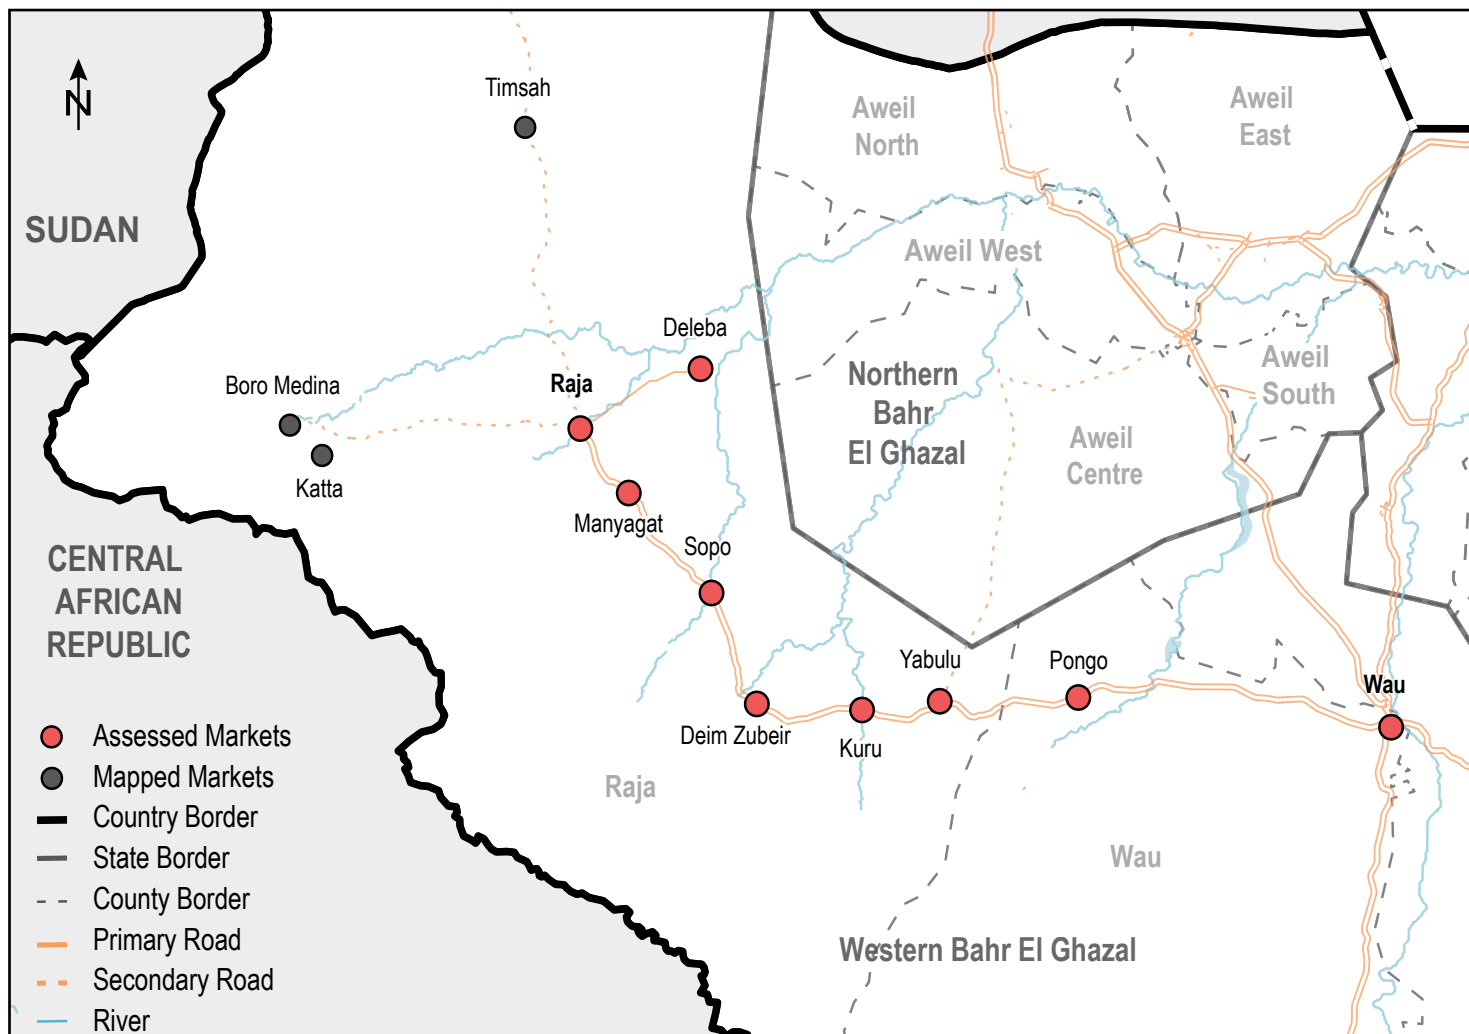 N
Timsah
Aweil
North
Aweil
East
SUDAN
Aweil West
Deleba
Boro Medina
Raja
Northern
Bahr
El Ghazal
Aweil
South
Aweil
Centre
Katta
Manyagat
Sopo
CENTRAL
AFRICAN
REPUBLIC
Yabulu
Pongo
Wau
Deim Zubeir
Kuru
Raja
Wau
Western Bahr El Ghazal
Assessed Markets
Mapped Markets
Country Border
State Border
County Border
Primary Road
Secondary Road
River